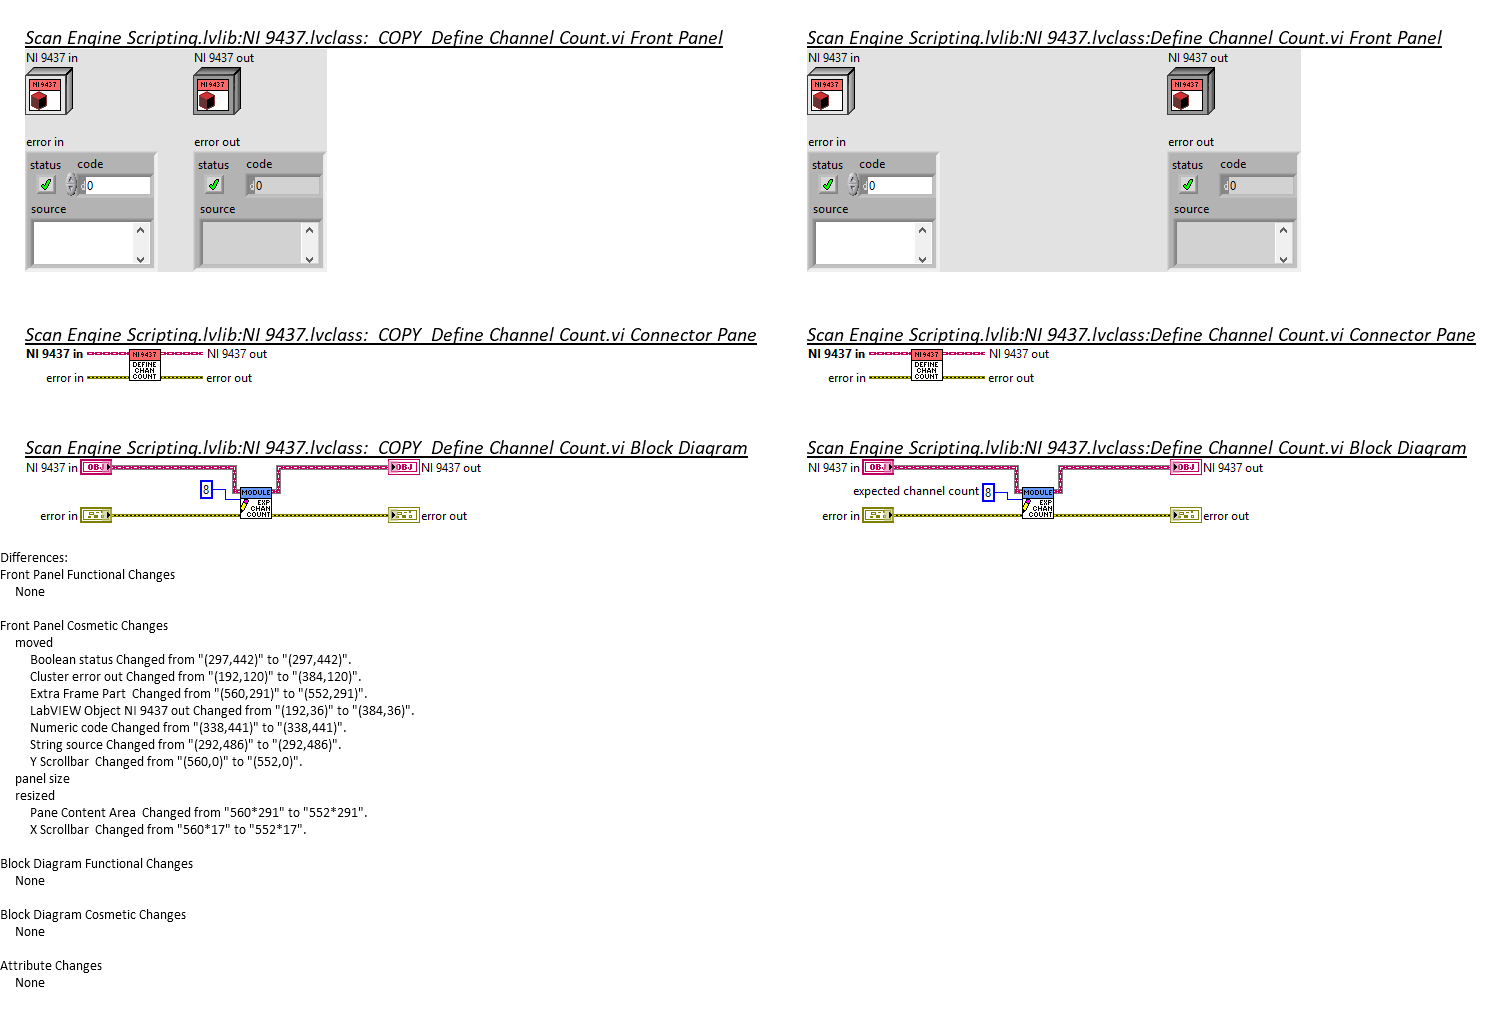 Scan Engine Scripting.lvlib:NI 9437.lvclass:  COPY  Define Channel Count.vi Front Panel
NI 9437 in
NI 9437 out
NI 9437
NI 9437
error in
error out
status
code
status
code
0
d 0
source
source
Scan Engine Scripting.lvlib:NI 9437.lvclass:Define Channel Count.vi Front Panel
NI 9437 in
NI 9437 out
NI 9437
NI 9437
error in
error out
status
code
status
code
d 0
d 0
source
source
Scan Engine Scripting.lvlib:NI 9437.lvclass:  COPY  Define Channel Count.vi Connector Pane
NI 9437 in
NI 9437
NI 9437 out
DEFINE
CHAN
COUNT
error in
error out
Scan Engine Scripting.lvlib:NI 9437.lvclass:Define Channel Count.vi Connector Pane
NI 9437 in
NI 9437
NI 9437 out
DEFINE
CHAN
COUNT
error in
error out
Scan Engine Scripting.lvlib:NI 9437.lvclass:  COPY  Define Channel Count.vi Block Diagram
NI 9437 in
OBJ
OBJ
NI 9437 out
8
MODULE
EXP
CHAN
COUNT
error in
error out
Scan Engine Scripting.lvlib:NI 9437.lvclass:Define Channel Count.vi Block Diagram
NI 9437 in
OBJ
OBJ
NI 9437 out
expected channel count
8
MODULE
EXP
CHAN
COUNT
error in
error out
Differences:
Front Panel Functional Changes
None
Front Panel Cosmetic Changes
moved
Boolean status Changed from "(297,442)" to "(297,442)".
Cluster error out Changed from "(192,120)" to "(384,120)".
Extra Frame Part  Changed from "(560,291)" to "(552,291)".
LabVIEW Object NI 9437 out Changed from "(192,36)" to "(384,36)".
Numeric code Changed from "(338,441)" to "(338,441)".
String source Changed from "(292,486)" to "(292,486)".
Y Scrollbar  Changed from "(560,0)" to "(552,0)".
panel size
resized
Pane Content Area  Changed from "560*291" to "552*291".
X Scrollbar  Changed from "560*17" to "552*17".
Block Diagram Functional Changes
None
Block Diagram Cosmetic Changes
None
Attribute Changes
None